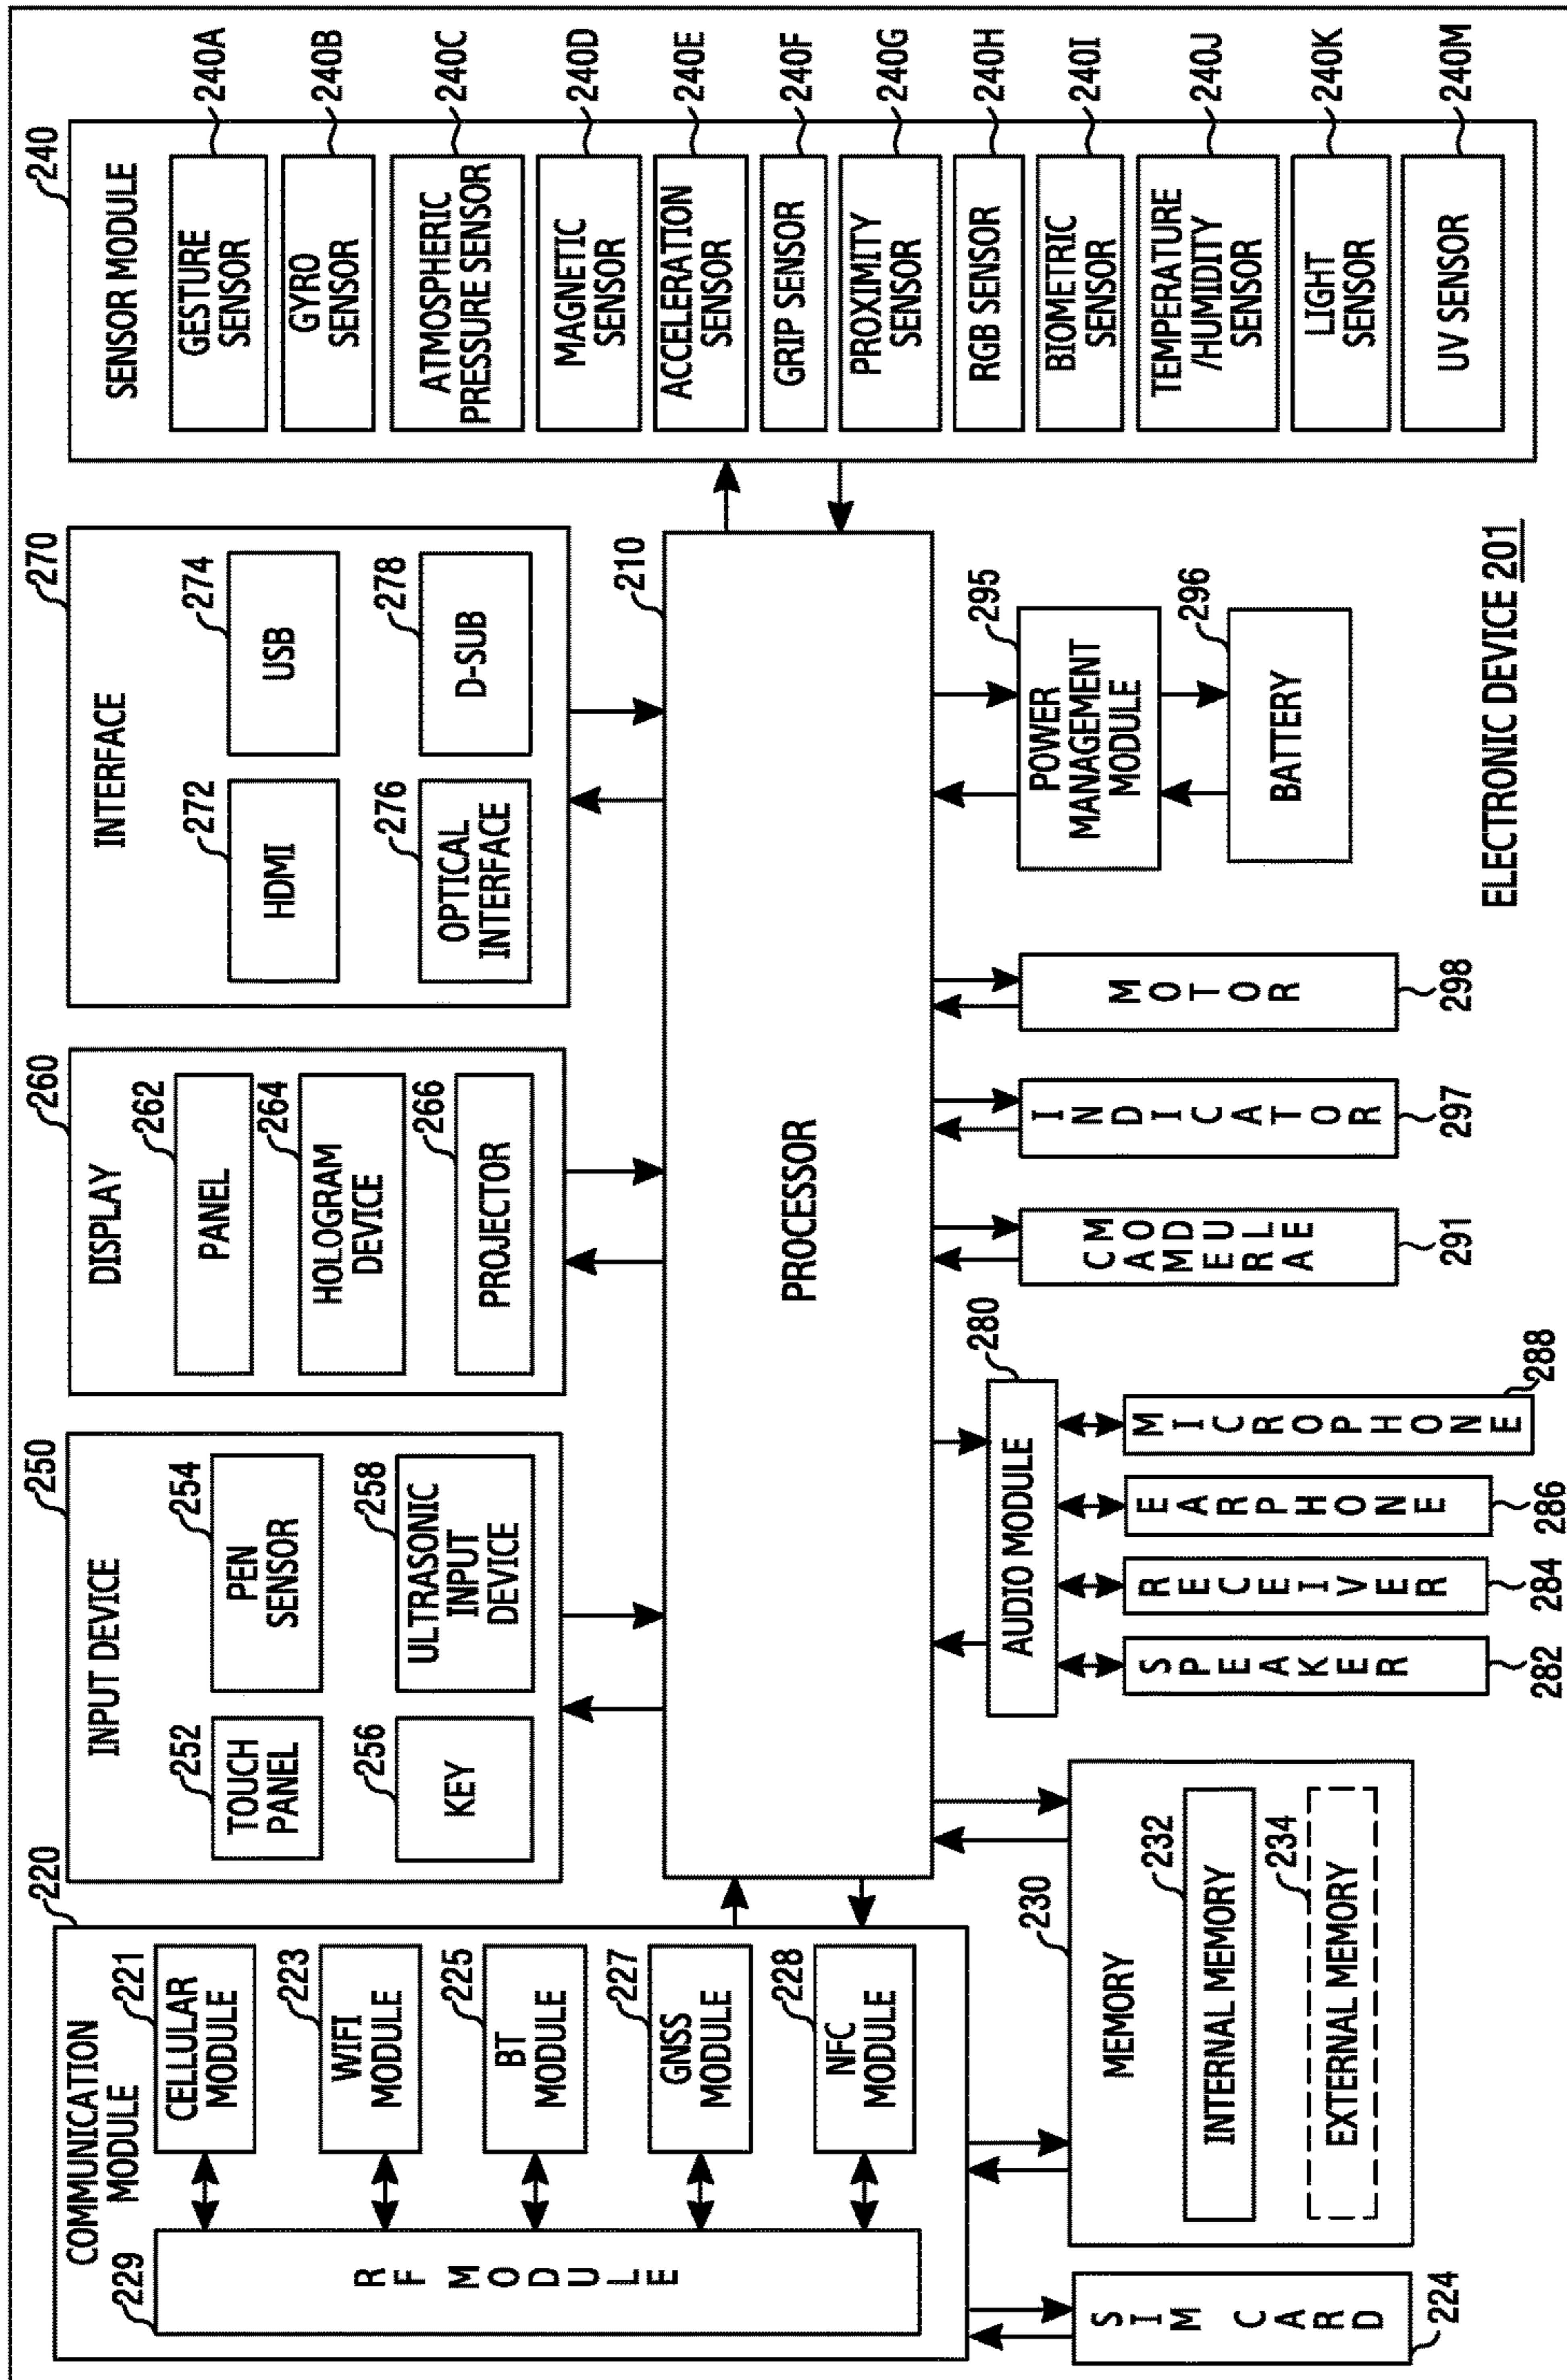 COMMUNICATION
MODULE
220
229
RF MODULE
CELLULAR
MODULE
221
WIFI
MODULE
223
BT
MODULE
225
GNSS
MODULE
227
NFC
MODULE
228
SIM CARD
224
INPUT DEVICE
250
TOUCH
PANEL
252
PEN
SENSOR
254
KEY
256
ULTRASONIC
INPUT
DEVICE
258
DISPLAY
260
PANEL
262
HOLOGRAM
DEVICE
264
PROJECTOR
266
INTERFACE
270
HDMI
272
USB
274
OPTICAL
INTERFACE
276
D-SUB
278
SENSOR MODULE
240
GESTURE
SENSOR
240A
GYRO
SENSOR
240B
ATMOSPHERIC
PRESSURE SENSOR
240C
MAGNETIC
SENSOR
240D
ACCELERATION
SENSOR
240E
GRIP SENSOR
240F
PROXIMITY
SENSOR
240G
RGB SENSOR
240H
BIOMETRIC
SENSOR
240I
TEMPERATURE
/HUMIDITY
SENSOR
240J
LIGHT
SENSOR
240K
UV SENSOR
240M
PROCESSOR
210
MEMORY
230
INTERNAL MEMORY
232
EXTERNAL MEMORY
234
AUDIO MODULE
280
SPEAKER
282
RECEIVER
284
EARPHONE
286
MICROPHONE
288
CAMERA
MODULE
291
INDICATOR
297
MOTOR
298
POWER
MANAGEMENT
MODULE
295
BATTERY
296
ELECTRONIC DEVICE 201